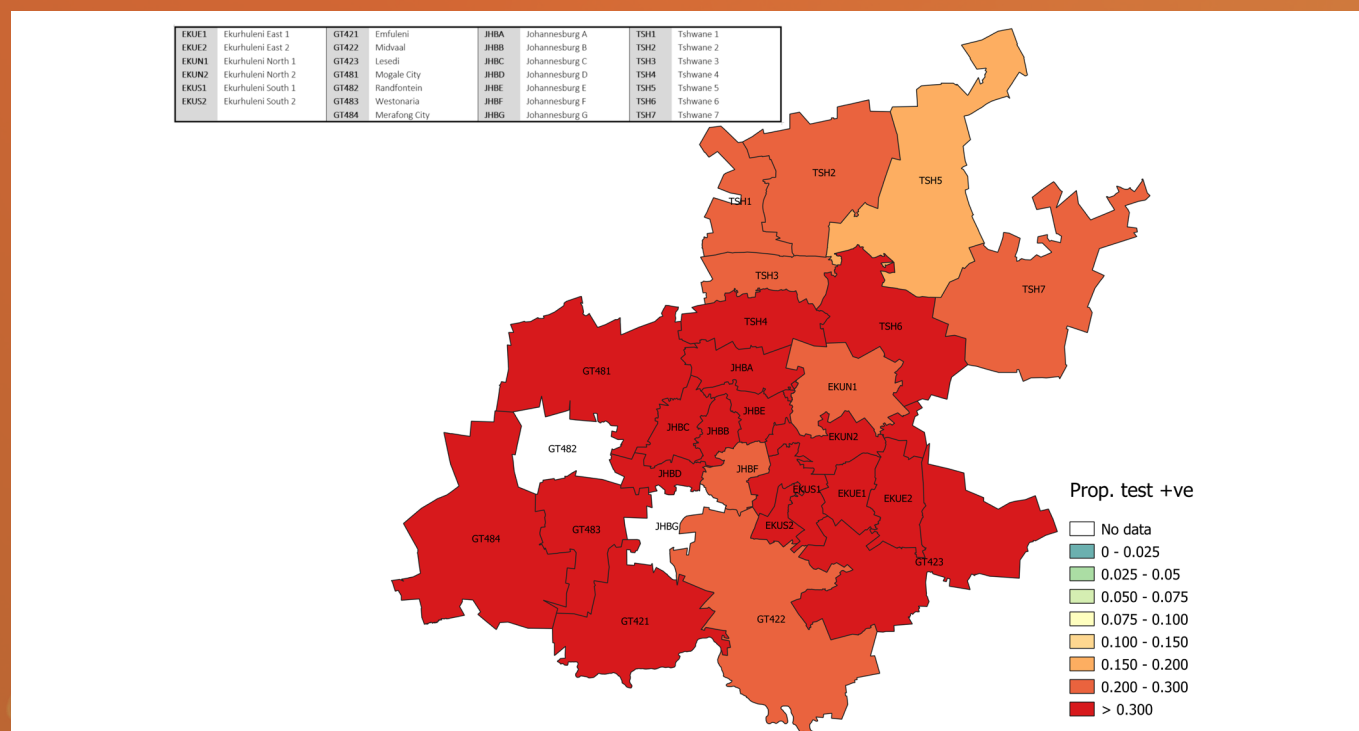 EKUE1 Ekurhuleni East 1 GT421 Emfuleni JHBA Johannesburg A TSH1 Tshwane 1
EKUE2 Ekurhuleni East 2 GT422 Midvaal JHBB Johannesburg B TSH2 Tshwane 2
EKUN1 Ekurhuleni North 1 GT423 Lesedi JHBC Johannesburg C TSH3 Tshwane 3
EKUN2 Ekurhuleni North 2 GT481 Mogale City JHBD Johannesburg D TSH4 Tshwane 4
EKUS1 Ekurhuleni South 1 GT482 Randfontein JHBE Johannesburg E TSH5 Tshwane 5
EKUS2 Ekurhuleni South 2 GT483 Westonaria JHBF Johannesburg F TSH6 Tshwane 6
GT484 Merafong City JHBG Johannesburg G TSH7 Tshwane 7
TSH2
TSH5
TSH1
TSH3
TSH7
TSH4
TSH6
GT481
JHBA
EKUN1
JHBE
JHBC
JHBB
EKUN2
GT482
JHBF
JHBD
EKUS1
EKUE1
EKUE2
GT483
JHBG
EKUS2
GT484
GT423
GT421
GT422
Prop. test +ve
No data
0 - 0.025
0.025 - 0.05
0.050 - 0.075
0.075 - 0.100
0.100 - 0.150
0.150 - 0.200
0.200 - 0.300
> 0.300